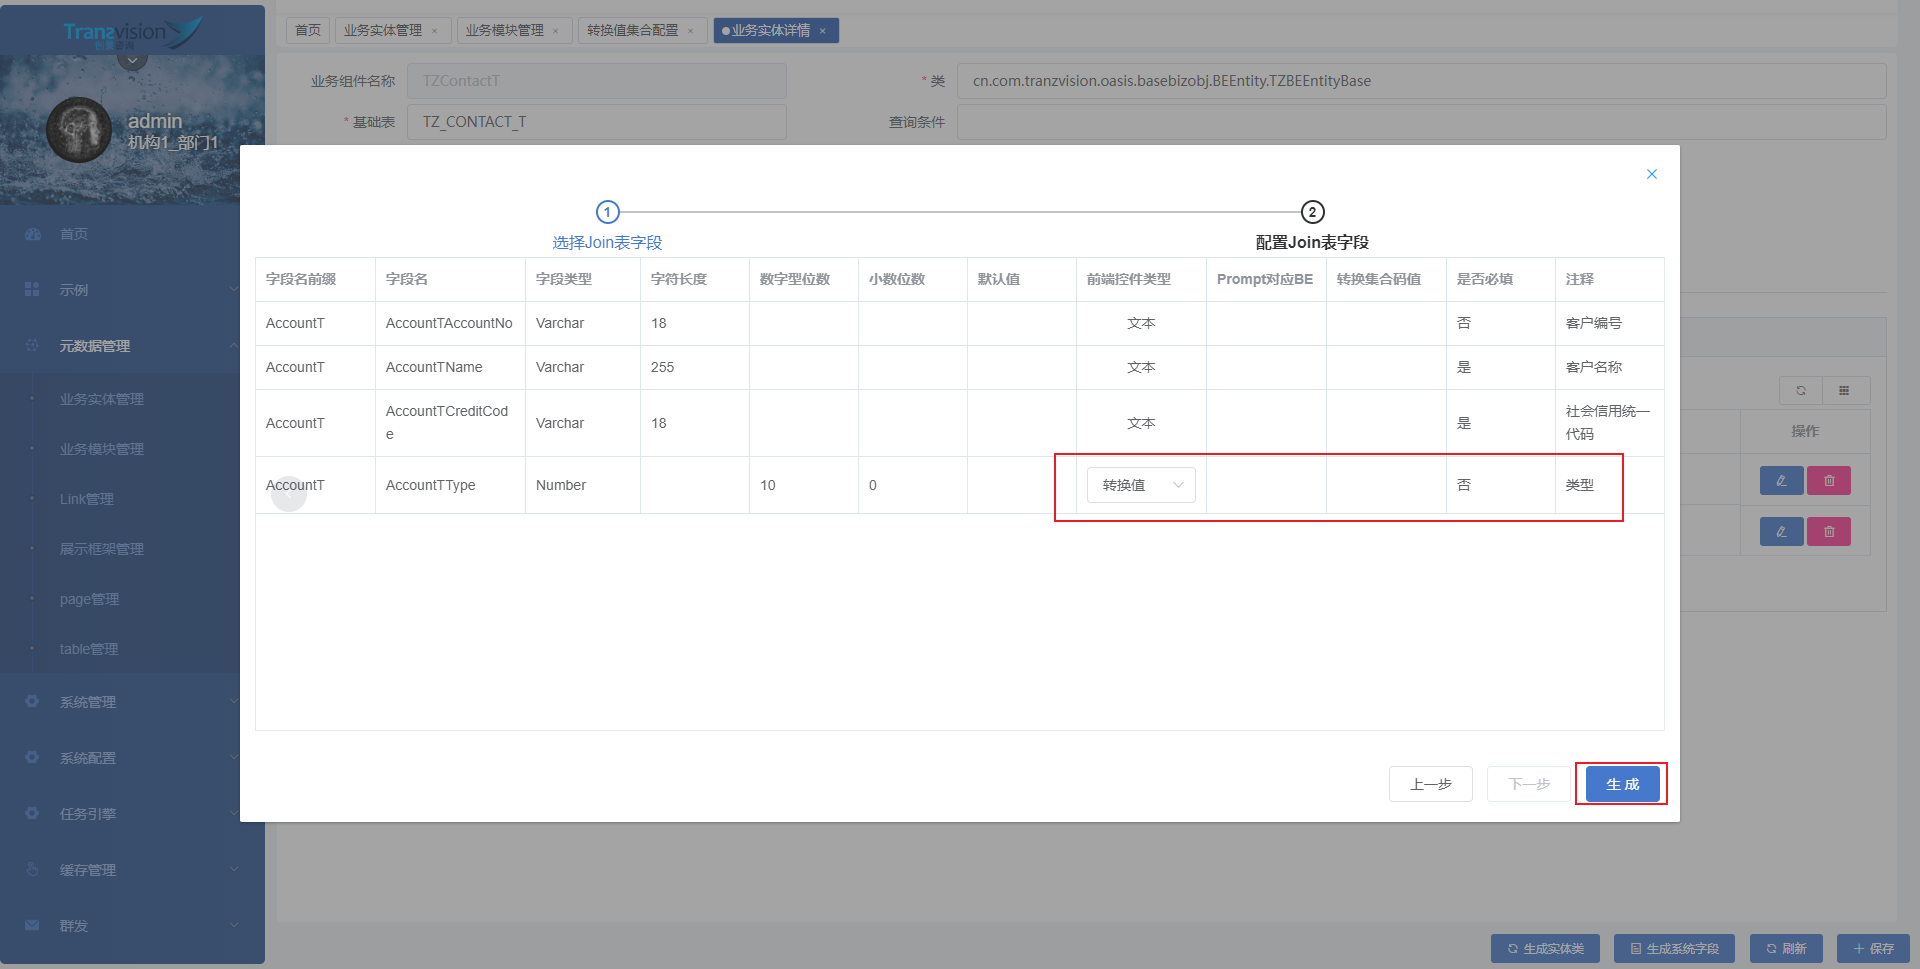 Tranzvision
创景咨询
首页 业务实体管理 × 业务模块管理 × 转换值集合配置 × 业务实体详情 ×
业务组件名称 TZContactT * 类 cn.com.tranzvision.oasis.basebizobj.BEEntity.TZBEEntityBase
* 基础表 TZ_CONTACT_T 查询条件
admin
机构1_部门1
首页
示例
元数据管理
业务实体管理
业务模块管理
Link管理
展示框架管理
page管理
table管理
系统管理
系统配置
任务引擎
缓存管理
群发
1 2
选择Join表字段 配置Join表字段
字段名前缀 字段名 字段类型 字符长度 数字型位数 小数位数 默认值 前端控件类型 Prompt对应BE 转换集合码值 是否必填 注释
AccountT AccountTAccountNo Varchar 18 文本 否 客户编号
AccountT AccountTName Varchar 255 文本 是 客户名称
AccountT AccountTCreditCod
e Varchar 18 文本 是 社会信用统一
代码
AccountT AccountTType Number 10 0 转换值 否 类型
操作
上一步 下一步 生成
生成实体类 生成系统字段 刷新 保存